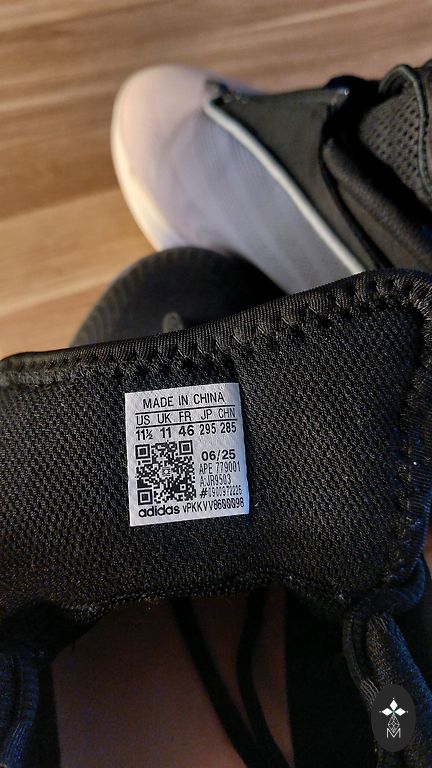 MADE IN CHINA
US UK FR JP CHN
11½ 11 46 295 285
06/25
APE 779001
A:JR9503
#0900972226
adidas
M